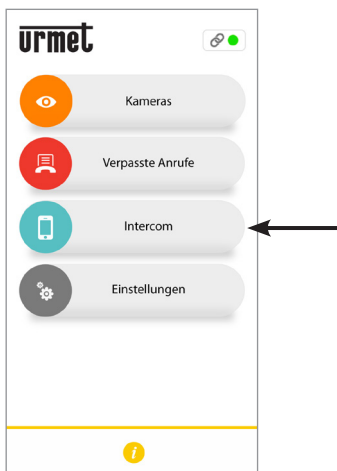 urmet
Kameras
Verpasste Anrufe
Intercom
Einstellungen
i